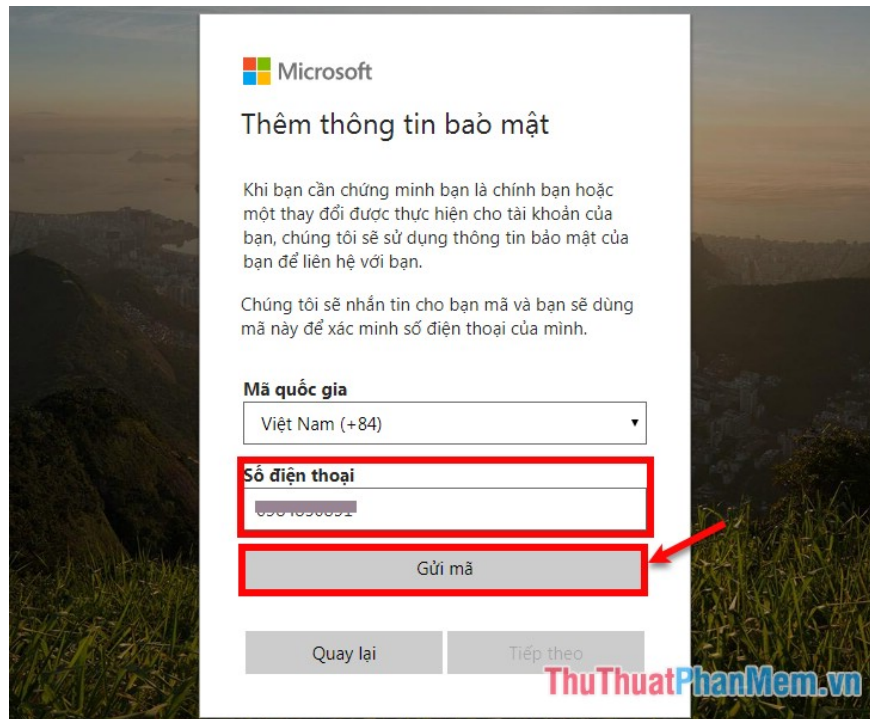 Microsoft
Thêm thông tin bảo mật
Khi bạn cần chứng minh bạn là chính bạn hoặc
một thay đổi được thực hiện cho tài khoản của
bạn, chúng tôi sẽ sử dụng thông tin bảo mật của
bạn để liên hệ với bạn.
Chúng tôi sẽ nhắn tin cho bạn mã và bạn sẽ dùng
mã này để xác minh số điện thoại của mình.
Mã quốc gia
Việt Nam (+84)
Số điện thoại
Gửi mã
Quay lại
Tiếp theo
ThuThuatPhanMem.vn